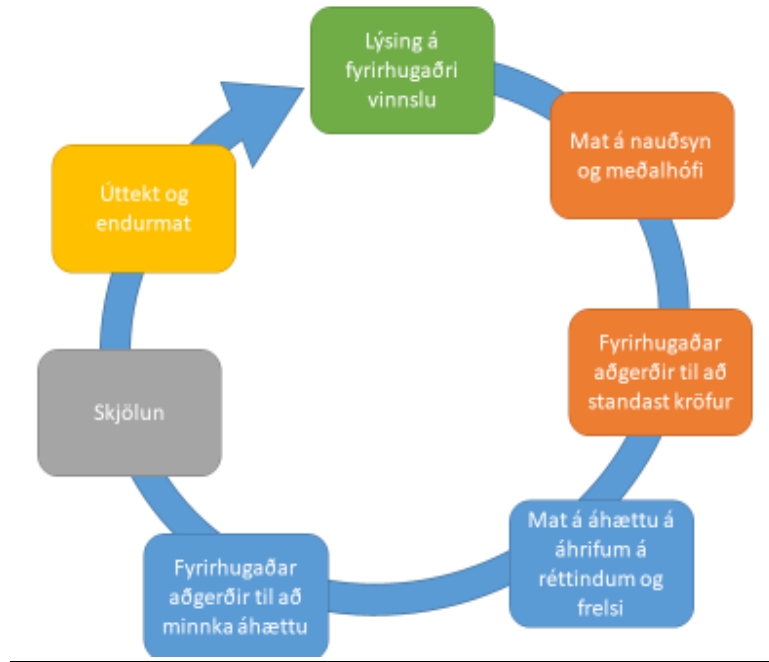 Lýsing á
fyrirhugaðri
vinnslu
Mat á nauðsyn
og meðalhófi
Fyrirhugaðar
aðgerðir til að
standast kröfur
Mat á áhættu á
áhrifum á
réttindum og
frelsi
Fyrirhugaðar
aðgerðir til að
minnka áhættu
Skjölun
Úttekt og
endurmat